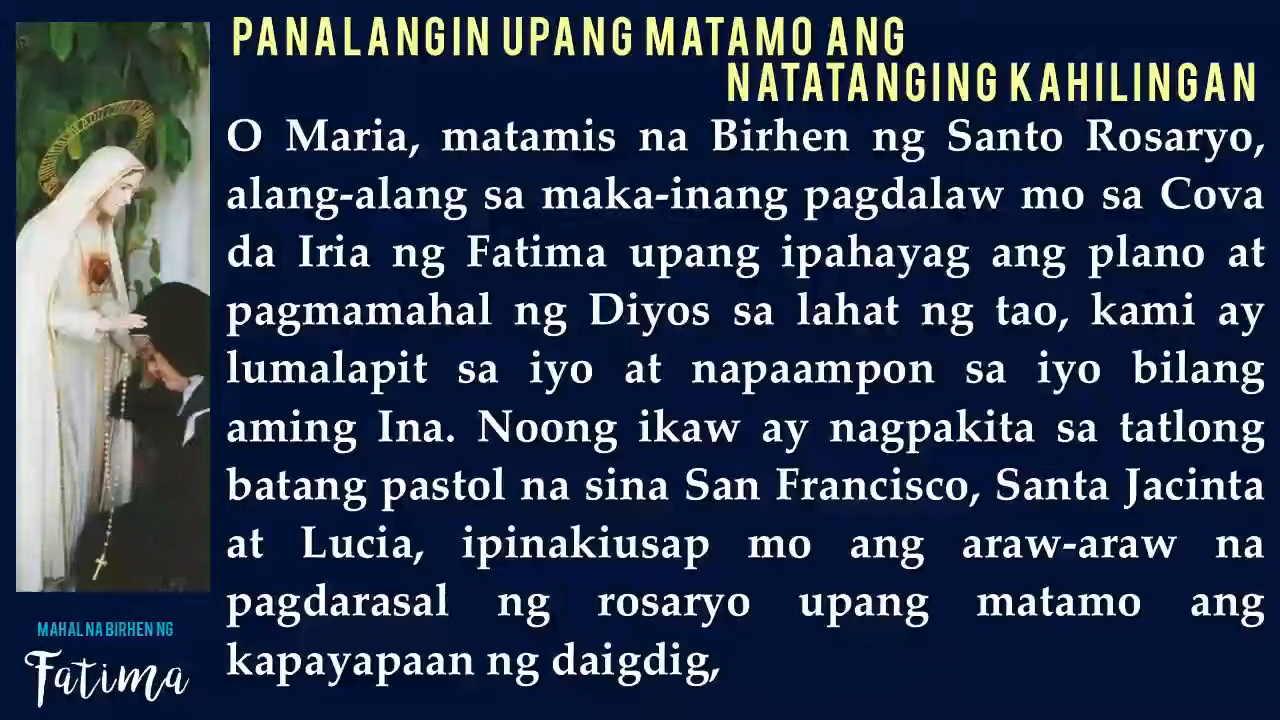 PANALANGIN UPANG MATAMO ANG
NATATANGING KAHILINGAN
O Maria, matamis na Birhen ng Santo Rosaryo,
alang-alang sa maka-inang pagdalaw mo sa Cova
da Iria ng Fatima upang ipahayag ang plano at
pagmamahal ng Diyos sa lahat ng tao, kami ay
lumalapit sa iyo at napaampon sa iyo bilang
aming Ina. Noong ikaw ay nagpakita sa tatlong
batang pastol na sina San Francisco, Santa Jacinta
at Lucia, ipinakiusap mo ang araw-araw na
pagdarasal ng rosaryo upang matamo ang
kapayapaan ng daigdig,
MAHAL NA BIRHEN NG
Fatima